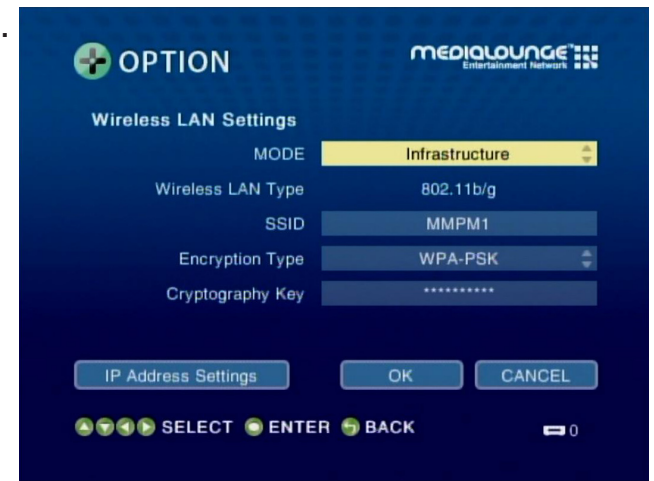 .
OPTION
MEDIALOUNGE™
Entertainment Network
Wireless LAN Settings
MODE Infrastructure
Wireless LAN Type 802.11b/g
SSID MMPM1
Encryption Type WPA-PSK
Cryptography Key **********
IP Address Settings OK CANCEL
SELECT ENTER BACK 0